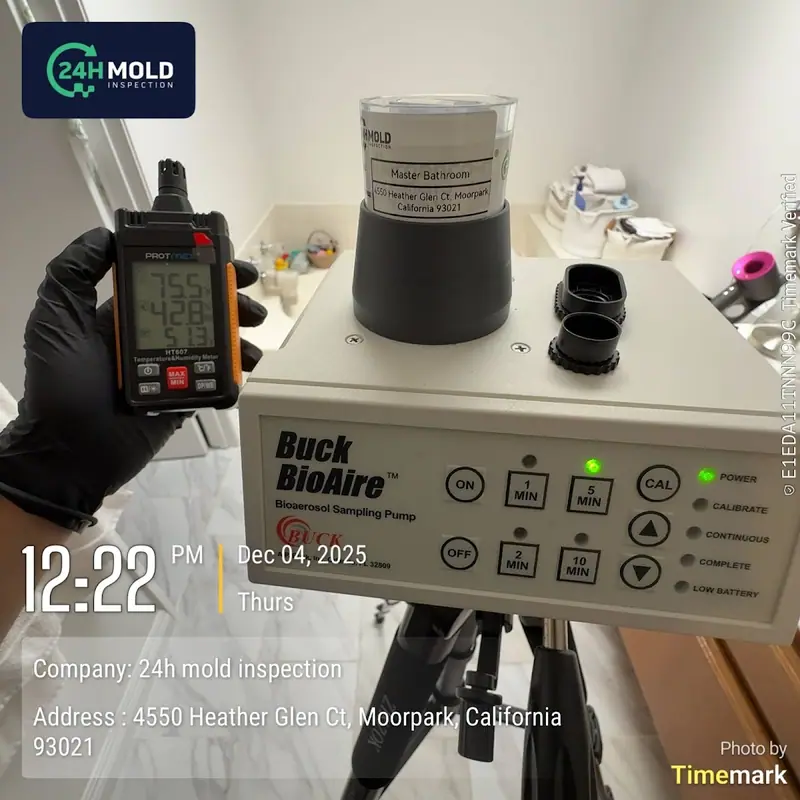 24H MOLD
INSPECTION
MOLD
INSPECTION
Master Bathroom
4550 Heather Glen Ct, Moorpark,
California 93021
75.5
42.8
51.3
HT607
Temperature&Humidity Meter
MAX
MIN
Buck
BioAire™
Bioaerosol Sampling Pump
BUCK
FL 32809
ON
1
MIN
5
MIN
CAL
OFF
2
MIN
10
MIN
POWER
CALIBRATE
CONTINUOUS
COMPLETE
LOW BATTERY
12:22 PM
Dec 04, 2025
Thurs
Company: 24h mold inspection
Address : 4550 Heather Glen Ct, Moorpark, California
93021
Photo by
Timemark
Timemark Verified